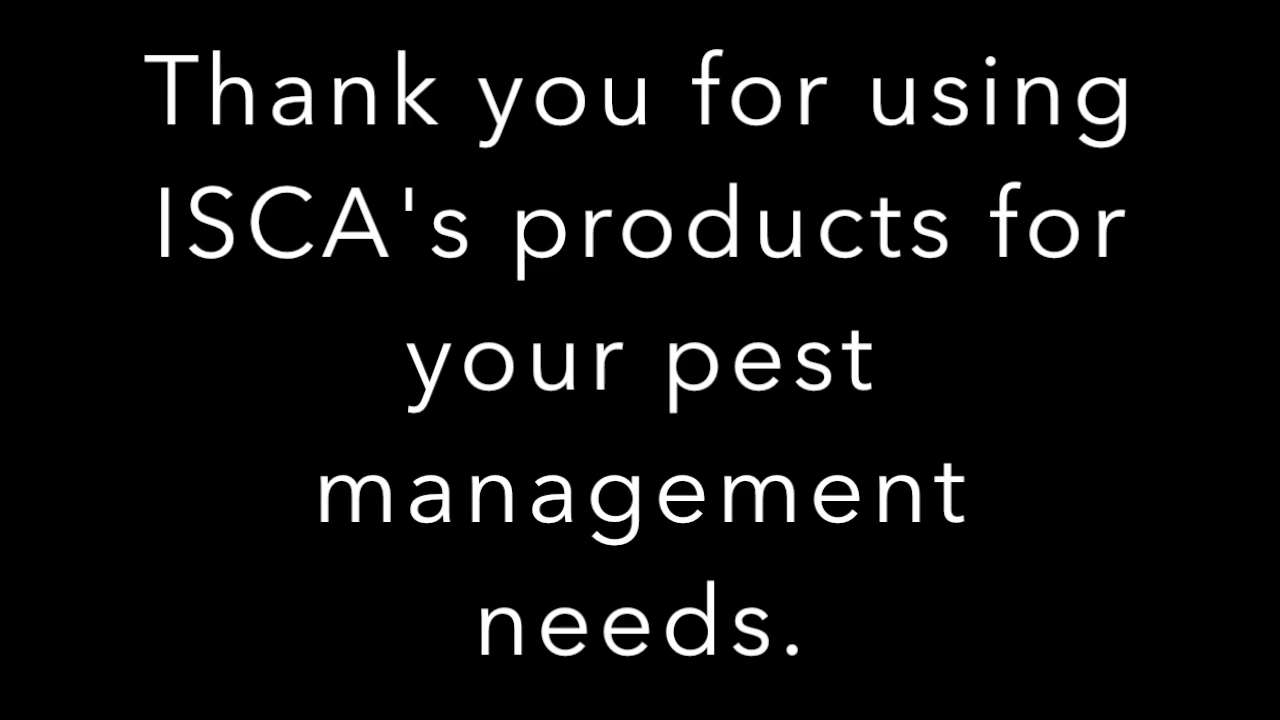 Thank you for using
ISCA's products for
your pest
management
needs.